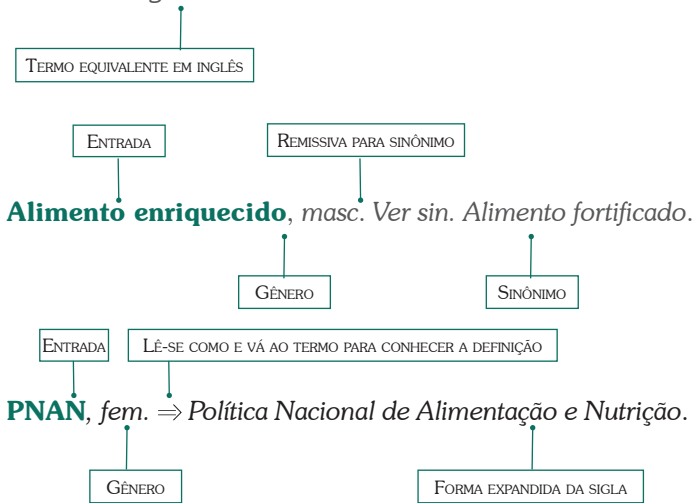 TERMO EQUIVALENTE EM INGLÊS
ENTRADA
REMISSIVA PARA SINÔNIMO
Alimento enriquecido, masc. Ver sin. Alimento fortificado.
GÊNERO
SINÔNIMO
ENTRADA
LÊ-SE COMO E VÁ AO TERMO PARA CONHECER A DEFINIÇÃO
PNAN, fem. ⇒ Política Nacional de Alimentação e Nutrição.
GÊNERO
FORMA EXPANDIDA DA SIGLA